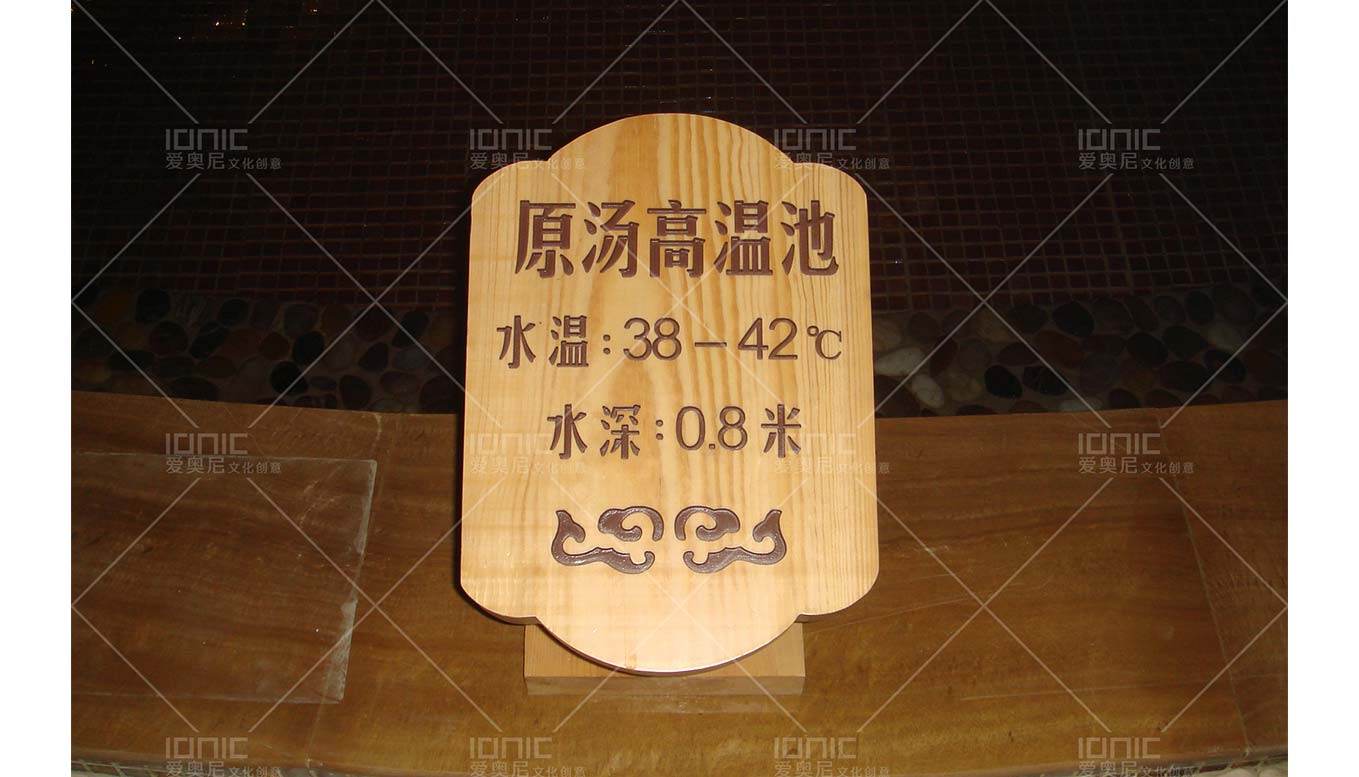 原汤高温池
水温:38－42℃
水深:0.8米
IONIC
爱奥尼文化创意